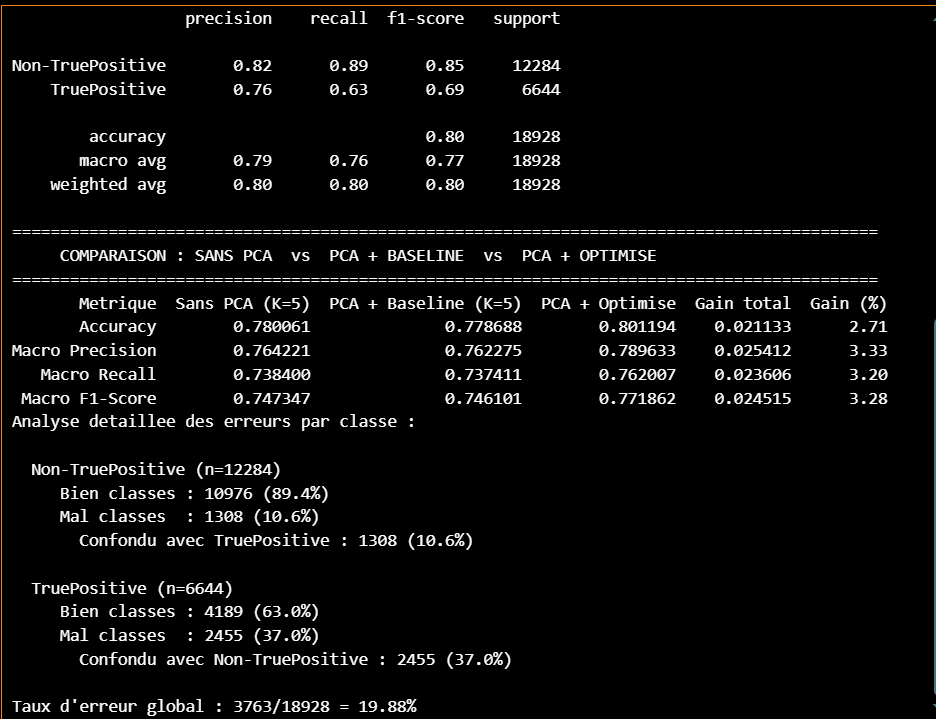 precision recall f1-score support
Non-TruePositive 0.82 0.89 0.85 12284
TruePositive 0.76 0.63 0.69 6644
accuracy 0.80 18928
macro avg 0.79 0.76 0.77 18928
weighted avg 0.80 0.80 0.80 18928
==========================================================================================
COMPARAISON : SANS PCA vs PCA + BASELINE vs PCA + OPTIMISE
==========================================================================================
Metrique Sans PCA (K=5) PCA + Baseline (K=5) PCA + Optimise Gain total Gain (%)
Accuracy 0.780061 0.778688 0.801194 0.021133 2.71
Macro Precision 0.764221 0.762275 0.789633 0.025412 3.33
Macro Recall 0.738400 0.737411 0.762007 0.023606 3.20
Macro F1-Score 0.747347 0.746101 0.771862 0.024515 3.28
Analyse detaillee des erreurs par classe :
Non-TruePositive (n=12284)
Bien classes : 10976 (89.4%)
Mal classes : 1308 (10.6%)
Confondu avec TruePositive : 1308 (10.6%)
TruePositive (n=6644)
Bien classes : 4189 (63.0%)
Mal classes : 2455 (37.0%)
Confondu avec Non-TruePositive : 2455 (37.0%)
Taux d'erreur global : 3763/18928 = 19.88%